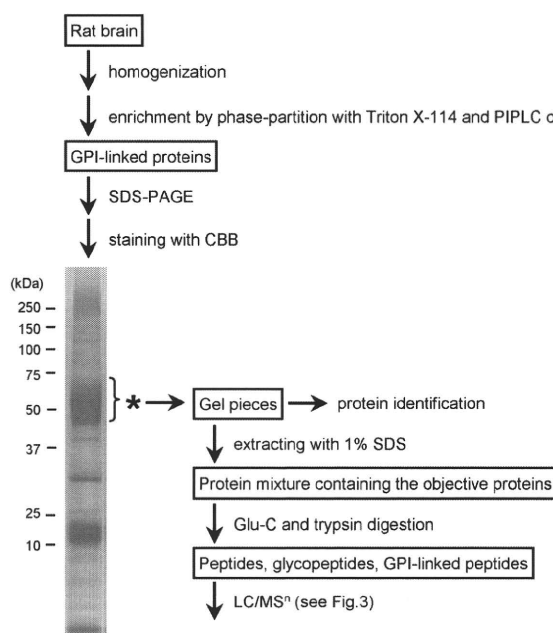 Rat brain
homogenization
enrichment by phase-partition with Triton X-114 and PIPLC
GPI-linked proteins
SDS-PAGE
staining with CBB
(kDa)
250
150
100
75
50
37
25
10
*
Gel pieces
protein identification
extracting with 1% SDS
Protein mixture containing the objective proteins
Glu-C and trypsin digestion
Peptides, glycopeptides, GPI-linked peptides
LC/MSⁿ (see Fig.3)